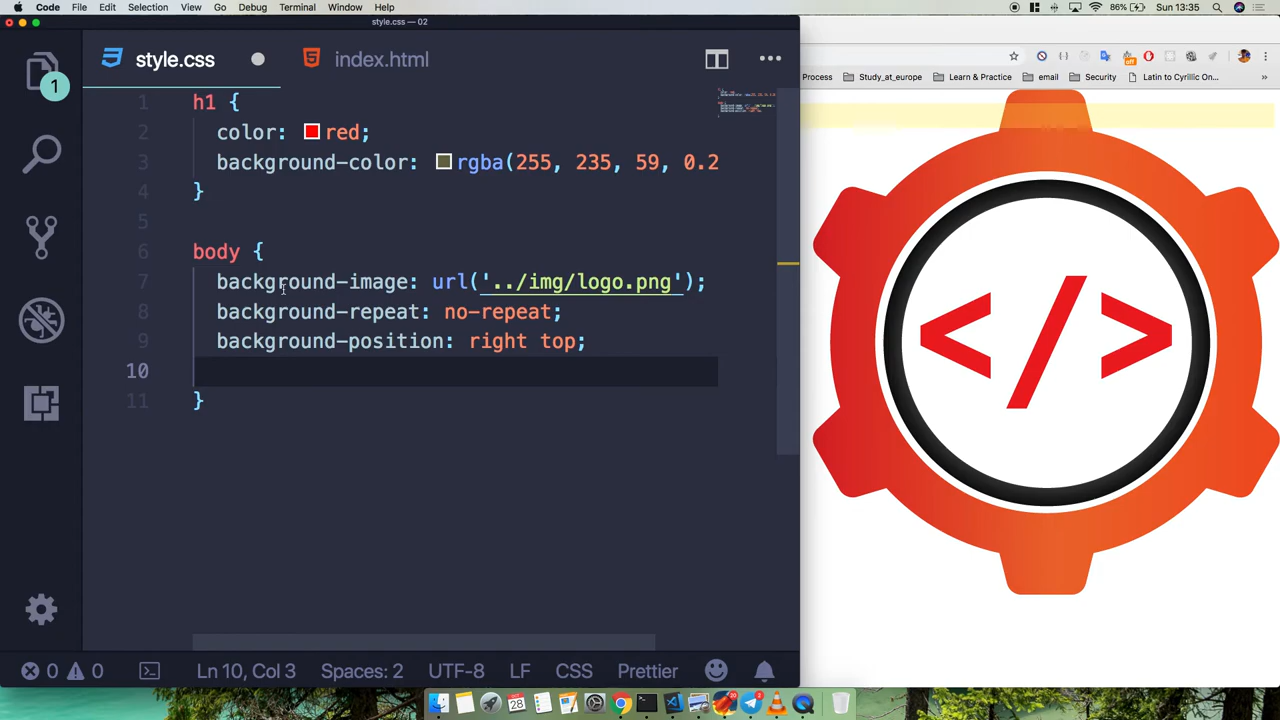 Code File Edit Selection View Go Debug Terminal Window Help 86% Sun 13:35
style.css — 02
style.css index.html
Process Study_at_europe Learn & Practice email Security Latin to Cyrillic On...
off
1
1 h1 {
2 color: red;
3 background-color: rgba(255, 235, 59, 0.2
4 }
5
6 body {
7 background-image: url('../img/logo.png');
8 background-repeat: no-repeat;
9 background-position: right top;
10
11 }
</>
0 0 Ln 10, Col 3 Spaces: 2 UTF-8 LF CSS Prettier